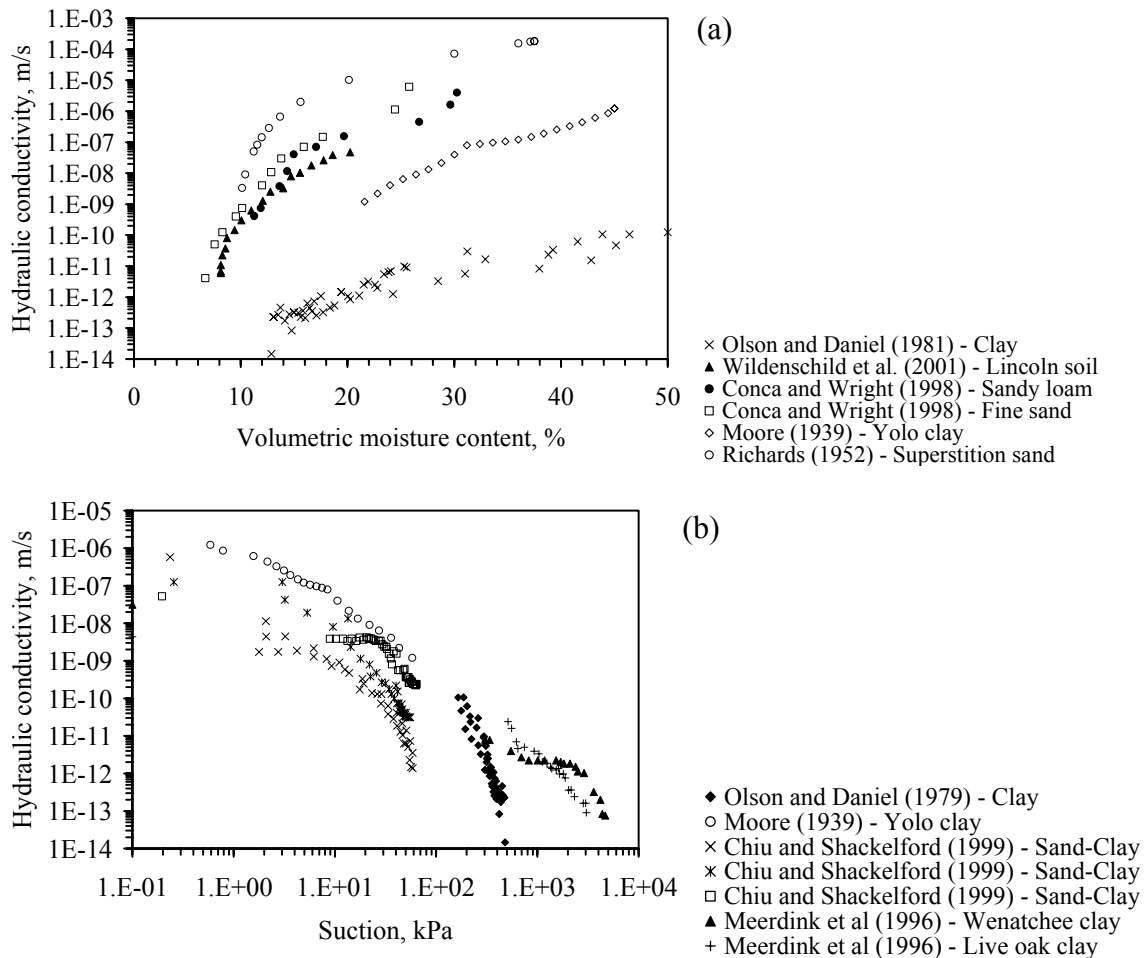 (a)
Hydraulic conductivity, m/s
1.E-03
1.E-04
1.E-05
1.E-06
1.E-07
1.E-08
1.E-09
1.E-10
1.E-11
1.E-12
1.E-13
1.E-14
0 10 20 30 40 50
Volumetric moisture content, %
Olson and Daniel (1981) - Clay
Wildenschild et al. (2001) - Lincoln soil
Conca and Wright (1998) - Sandy loam
Conca and Wright (1998) - Fine sand
Moore (1939) - Yolo clay
Richards (1952) - Superstition sand
(b)
Hydraulic conductivity, m/s
1E-05
1E-06
1E-07
1E-08
1E-09
1E-10
1E-11
1E-12
1E-13
1E-14
1.E-01 1.E+00 1.E+01 1.E+02 1.E+03 1.E+04
Suction, kPa
Olson and Daniel (1979) - Clay
Moore (1939) - Yolo clay
Chiu and Shackelford (1999) - Sand-Clay
Chiu and Shackelford (1999) - Sand-Clay
Chiu and Shackelford (1999) - Sand-Clay
Meerdink et al (1996) - Wenatchee clay
Meerdink et al (1996) - Live oak clay